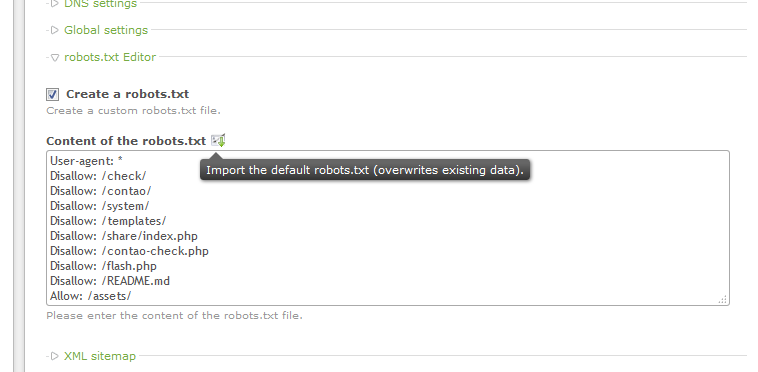 DNS settings
Global settings
robots.txt Editor
Create a robots.txt
Create a custom robots.txt file.
Content of the robots.txt
Import the default robots.txt (overwrites existing data).
User-agent: *
Disallow: /check/
Disallow: /contao/
Disallow: /system/
Disallow: /templates/
Disallow: /share/index.php
Disallow: /contao-check.php
Disallow: /flash.php
Disallow: /README.md
Allow: /assets/
Please enter the content of the robots.txt file.
XML sitemap